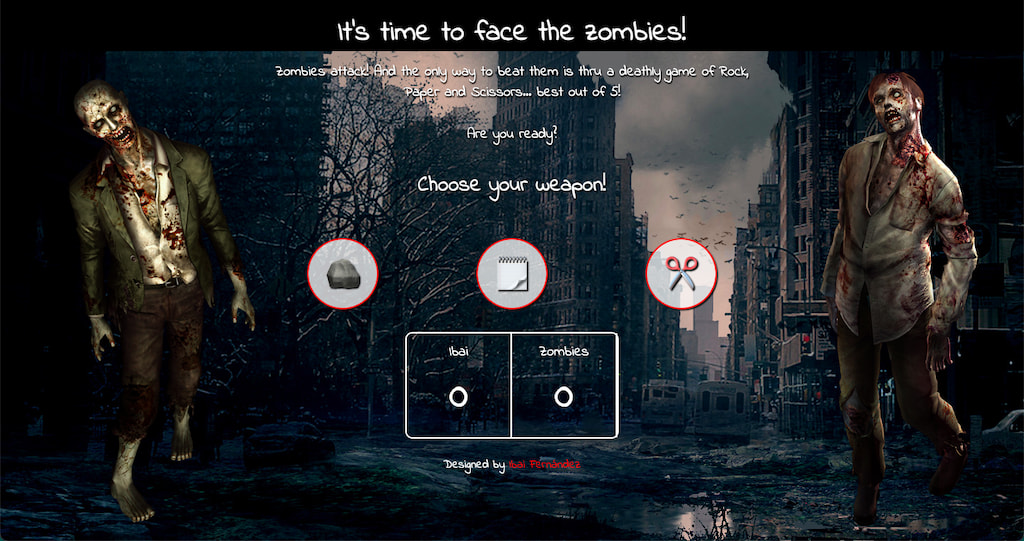 It's time to face the zombies!
Zombies attack! And the only way to beat them is thru a deathly game of Rock,
Paper and Scissors... best out of 5!
Are you ready?
Choose your weapon!
Ibai
Zombies
0
0
Designed by Ibai Fernandez